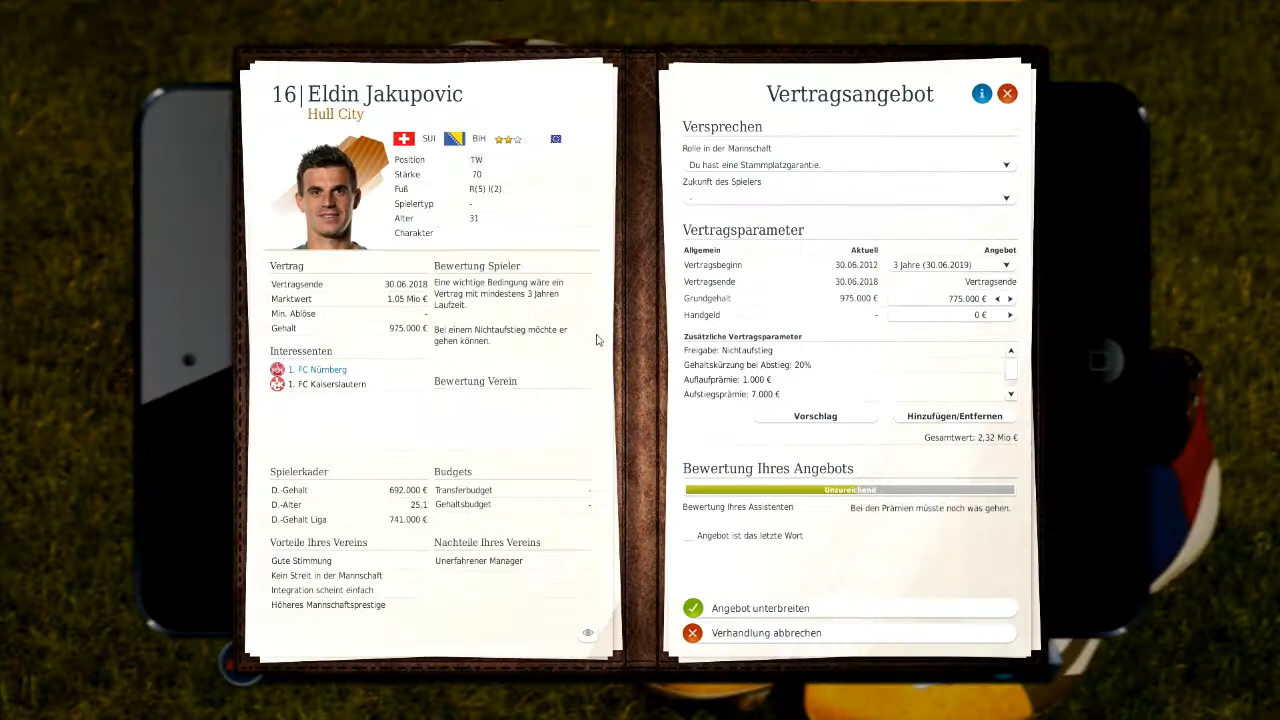 16| Eldin Jakupovic
Hull City
SUI BIH
Position TW
Stärke 70
Fuß R(5) l(2)
Spielertyp -
Alter 31
Charakter
Vertrag
Vertragsende 30.06.2018
Marktwert 1,05 Mio €
Min. Ablöse -
Gehalt 975.000 €
Interessenten
1. FC Nürnberg
1. FC Kaiserslautern
Bewertung Spieler
Eine wichtige Bedingung wäre ein
Vertrag mit mindestens 3 Jahren
Laufzeit.
Bei einem Nichtaufstieg möchte er
gehen können.
Bewertung Verein
Spielerkader
D.-Gehalt 692.000 €
D.-Alter 25,1
D.-Gehalt Liga 741.000 €
Budgets
Transferbudget -
Gehaltsbudget -
Vorteile Ihres Vereins
Gute Stimmung
Kein Streit in der Mannschaft
Integration scheint einfach
Höheres Mannschaftsprestige
Nachteile Ihres Vereins
Unerfahrener Manager
Vertragsangebot
Versprechen
Rolle in der Mannschaft
Du hast eine Stammplatzgarantie.
Zukunft des Spielers
-
Vertragsparameter
Allgemein Aktuell Angebot
Vertragsbeginn 30.06.2012 3 Jahre (30.06.2019)
Vertragsende 30.06.2018 Vertragsende
Grundgehalt 975.000 € 775.000 €
Handgeld - 0 €
Zusätzliche Vertragsparameter
Freigabe: Nichtaufstieg
Gehaltskürzung bei Abstieg: 20%
Auflaufprämie: 1.000 €
Aufstiegsprämie: 7.000 €
Vorschlag Hinzufügen/Entfernen
Gesamtwert: 2,32 Mio €
Bewertung Ihres Angebots
Unzureichend
Bewertung Ihres Assistenten Bei den Prämien müsste noch was gehen.
Angebot ist das letzte Wort
Angebot unterbreiten
Verhandlung abbrechen